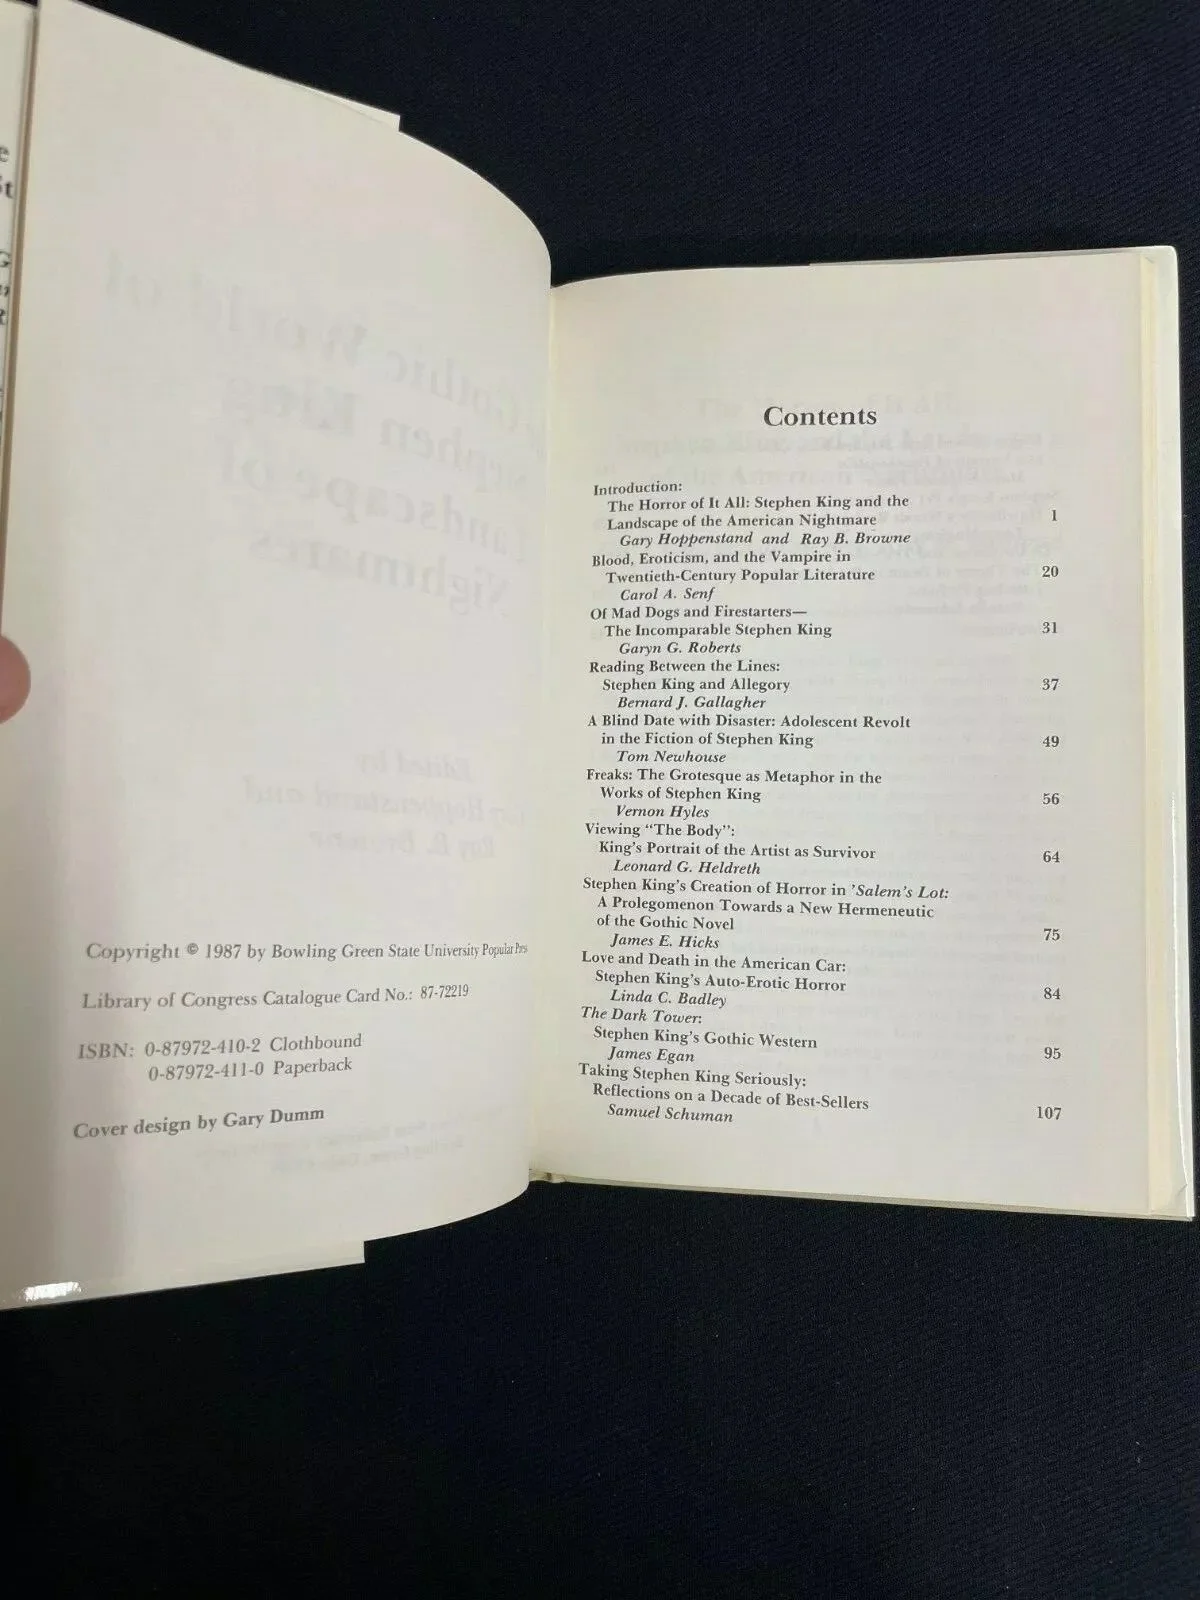 Copyright © 1987 by Bowling Green State University Popular Press
Library of Congress Catalogue Card No.: 87-72219
ISBN: 0-87972-410-2 Clothbound
0-87972-411-0 Paperback
Cover design by Gary Dumm
Contents
Introduction:
The Horror of It All: Stephen King and the
Landscape of the American Nightmare 1
Gary Hoppenstand and Ray B. Browne
Blood, Eroticism, and the Vampire in
Twentieth-Century Popular Literature 20
Carol A. Senf
Of Mad Dogs and Firestarters—
The Incomparable Stephen King 31
Garyn G. Roberts
Reading Between the Lines:
Stephen King and Allegory 37
Bernard J. Gallagher
A Blind Date with Disaster: Adolescent Revolt
in the Fiction of Stephen King 49
Tom Newhouse
Freaks: The Grotesque as Metaphor in the
Works of Stephen King 56
Vernon Hyles
Viewing “The Body”:
King's Portrait of the Artist as Survivor 64
Leonard G. Heldreth
Stephen King's Creation of Horror in 'Salem's Lot:
A Prolegomenon Towards a New Hermeneutic
of the Gothic Novel 75
James E. Hicks
Love and Death in the American Car:
Stephen King's Auto-Erotic Horror 84
Linda C. Badley
The Dark Tower:
Stephen King's Gothic Western 95
James Egan
Taking Stephen King Seriously:
Reflections on a Decade of Best-Sellers 107
Samuel Schuman